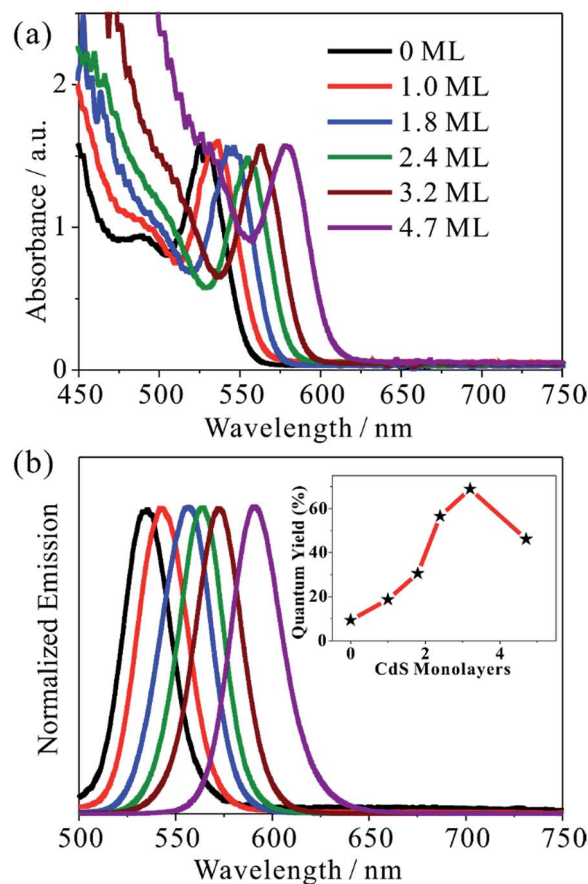 (a)
0 ML
1.0 ML
1.8 ML
2.4 ML
3.2 ML
4.7 ML
2
1
0
Absorbance / a.u.
450 500 550 600 650 700 750
Wavelength / nm
(b)
Normalized Emission
Quantum Yield (%)
60
40
20
0
0 2 4
CdS Monolayers
500 550 600 650 700 750
Wavelength / nm